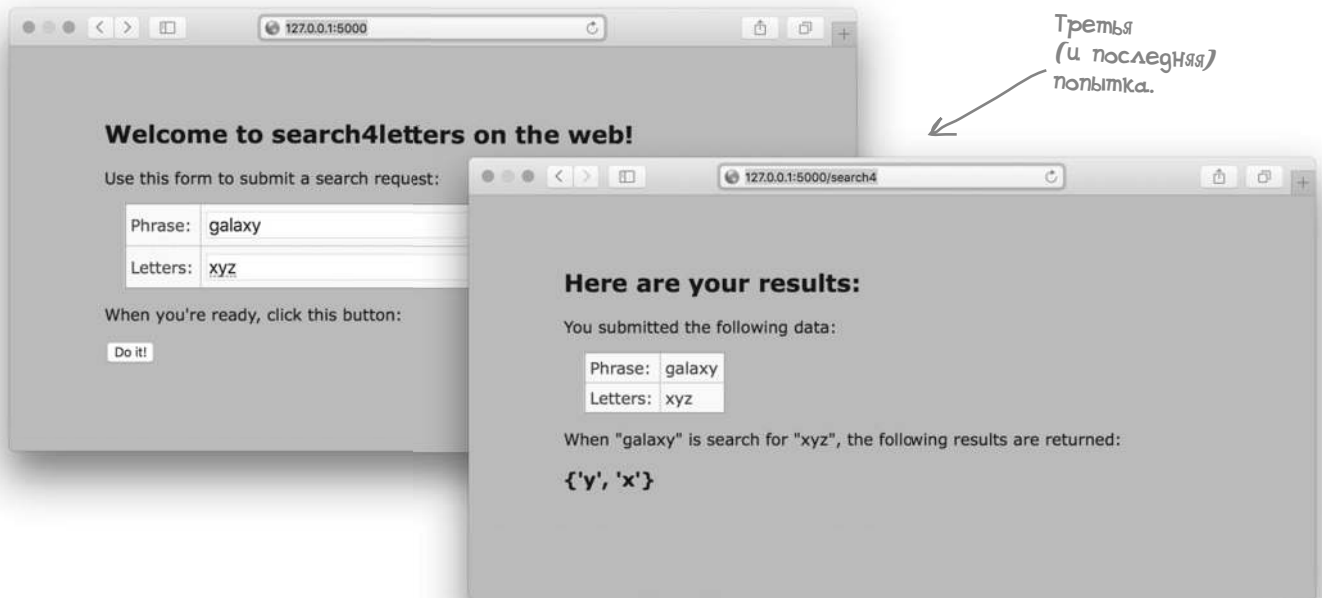 127.0.0.1:5000
Третья
(и последняя)
попытка.
Welcome to search4letters on the web!
Use this form to submit a search request:
Phrase: galaxy
Letters: xyz
When you're ready, click this button:
Do it!
127.0.0.1:5000/search4
Here are your results:
You submitted the following data:
Phrase: galaxy
Letters: xyz
When "galaxy" is search for "xyz", the following results are returned:
{'y', 'x'}